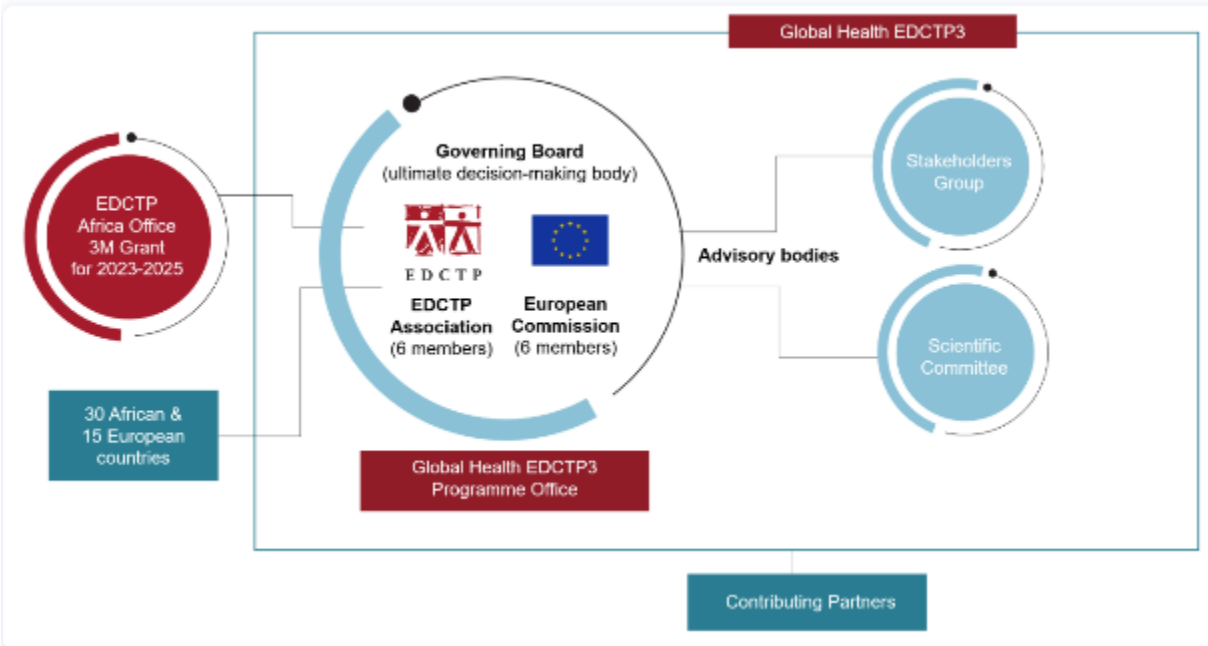 Global Health EDCTP3
Governing Board
(ultimate decision-making body)
EDCTP
EDCTP
Association
(6 members)
European
Commission
(6 members)
EDCTP
Africa Office
3M Grant
for 2023-2025
30 African &
15 European
countries
Global Health EDCTP3
Programme Office
Advisory bodies
Stakeholders
Group
Scientific
Committee
Contributing Partners